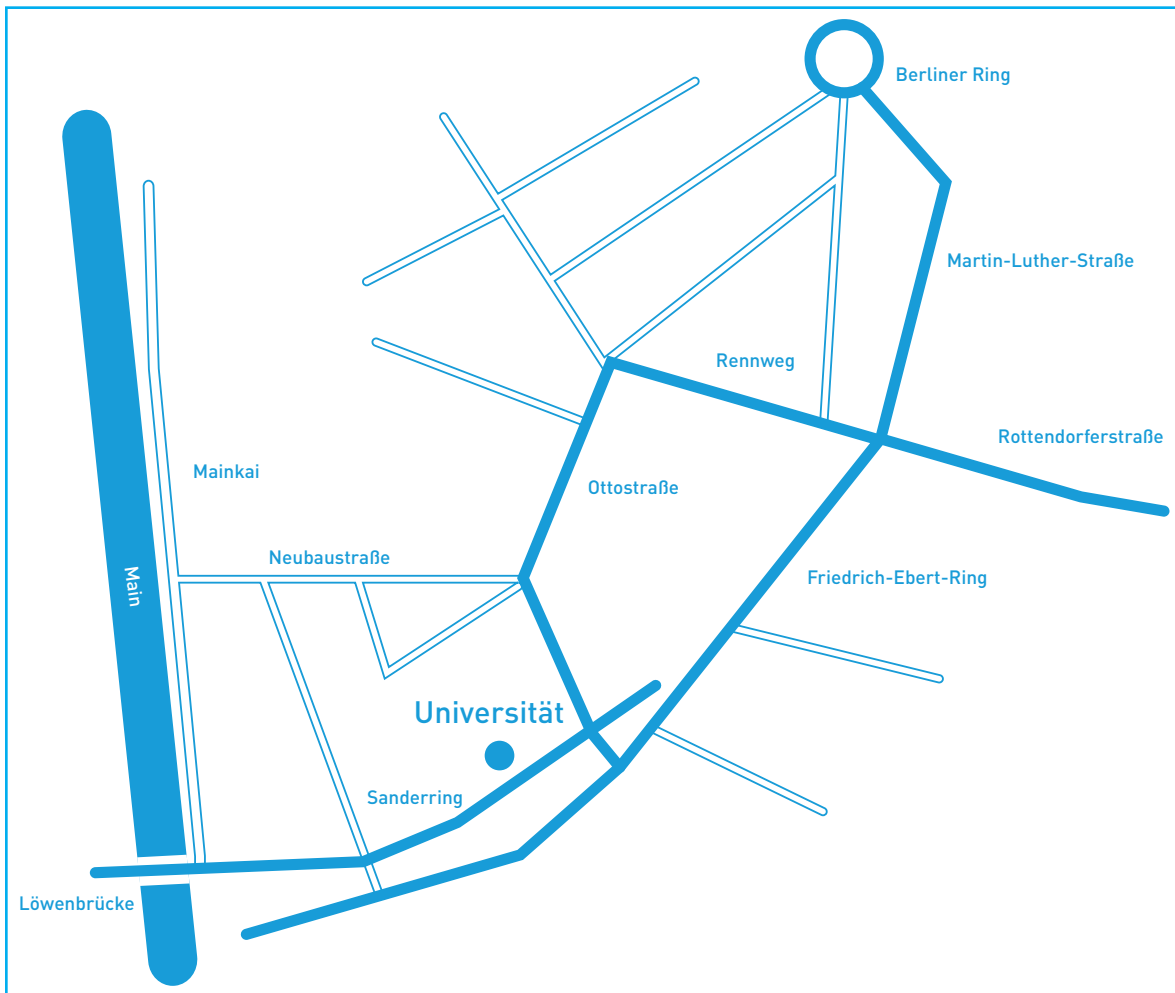 Berliner Ring
Martin-Luther-Straße
Rennweg
Rottendorferstraße
Mainkai
Ottostraße
Neubaustraße
Main
Friedrich-Ebert-Ring
Universität
Sanderring
Löwenbrücke